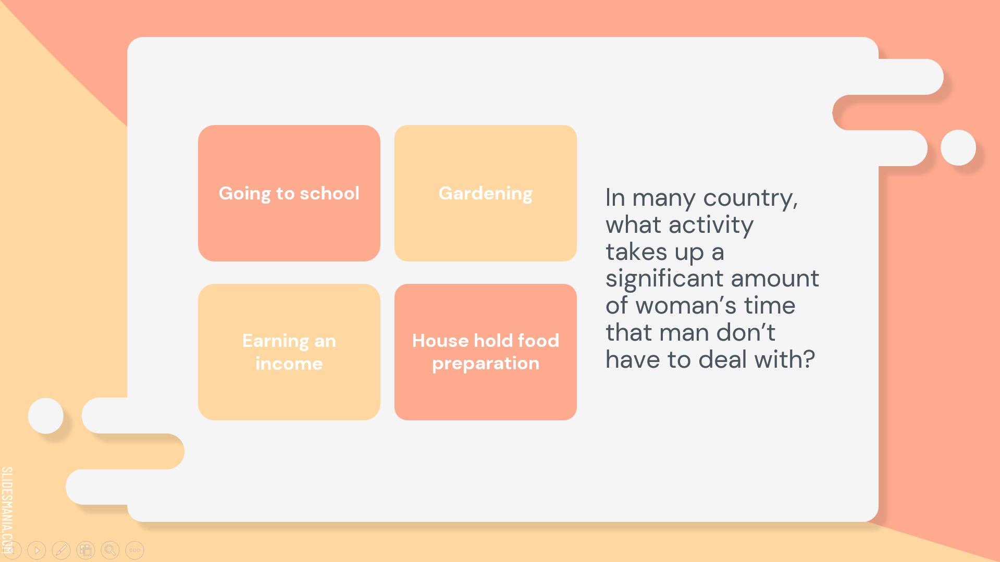 Going to school
Gardening
Earning an
income
House hold food
preparation
In many country,
what activity
takes up a
significant amount
of woman’s time
that man don’t
have to deal with?
SLIDESMANIA.COM